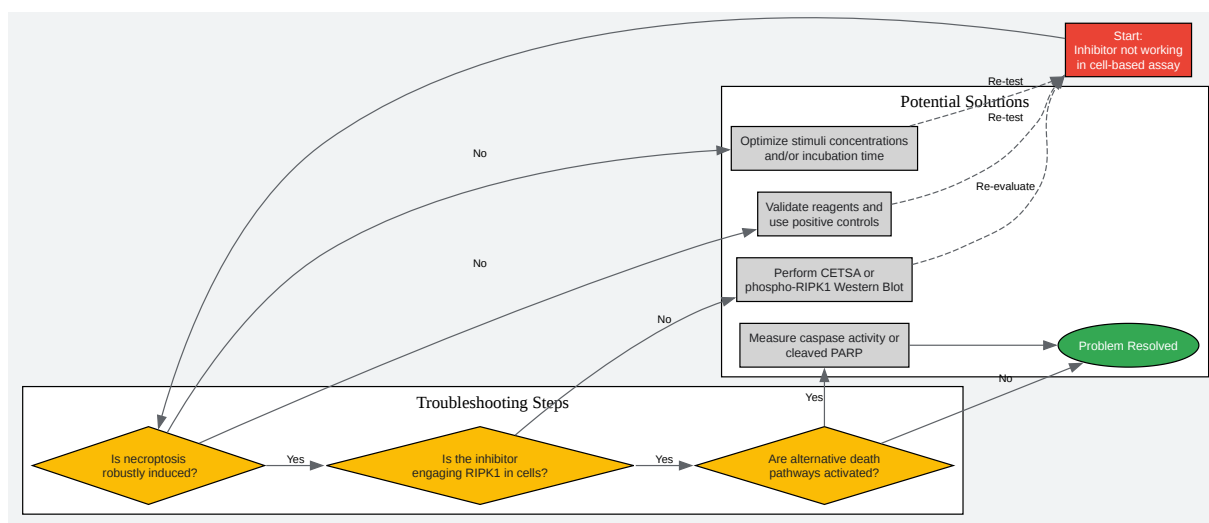 Start:
Inhibitor not working
in cell-based assay
Re-test
Potential Solutions
Re-test
Optimize stimuli concentrations
and/or incubation time
No
Re-evaluate
Validate reagents and
use positive controls
No
Perform CETSA or
phospho-RIPK1 Western Blot
No
Measure caspase activity or
cleaved PARP
Problem Resolved
No
Yes
Troubleshooting Steps
Is necroptosis
robustly induced?
Yes
Is the inhibitor
engaging RIPK1 in cells?
Yes
Are alternative death
pathways activated?